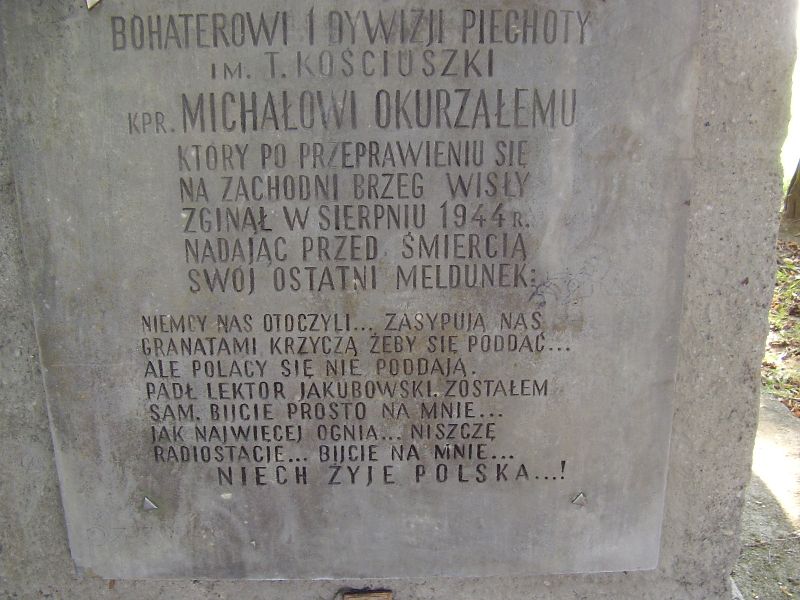 BOHATEROWI 1 DYWIZJI PIECHOTY
IM. T. KOŚCIUSZKI
KPR. MICHAŁOWI OKURZAŁEMU
KTÓRY PO PRZEPRAWIENIU SIĘ
NA ZACHODNI BRZEG WISŁY
ZGINĄŁ W SIERPNIU 1944 R.
NADAJĄC PRZED ŚMIERCIĄ
SWÓJ OSTATNI MELDUNEK:
NIEMCY NAS OTOCZYLI... ZASYPUJĄ NAS
GRANATAMI KRZYCZĄ ŻEBY SIĘ PODDAĆ...
ALE POLACY SIĘ NIE PODDAJĄ.
PADŁ LEKTOR JAKUBOWSKI. ZOSTAŁEM
SAM. BIJCIE PROSTO NA MNIE...
JAK NAJWIĘCEJ OGNIA... NISZCZĘ
RADIOSTACJĘ... BIJCIE NA MNIE...
NIECH ŻYJE POLSKA...!